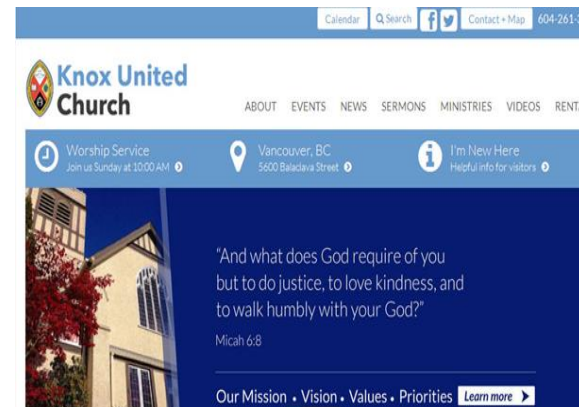 Calendar Search f Contact + Map 604-261-
Knox United
Church
ABOUT EVENTS NEWS SERMONS MINISTRIES VIDEOS RENT
Worship Service
Join us Sunday at 10:00 AM
Vancouver, BC
5600 Balaclava Street
i I'm New Here
Helpful info for visitors
"And what does God require of you
but to do justice, to love kindness, and
to walk humbly with your God?"
Micah 6:8
Our Mission • Vision • Values • Priorities Learn more